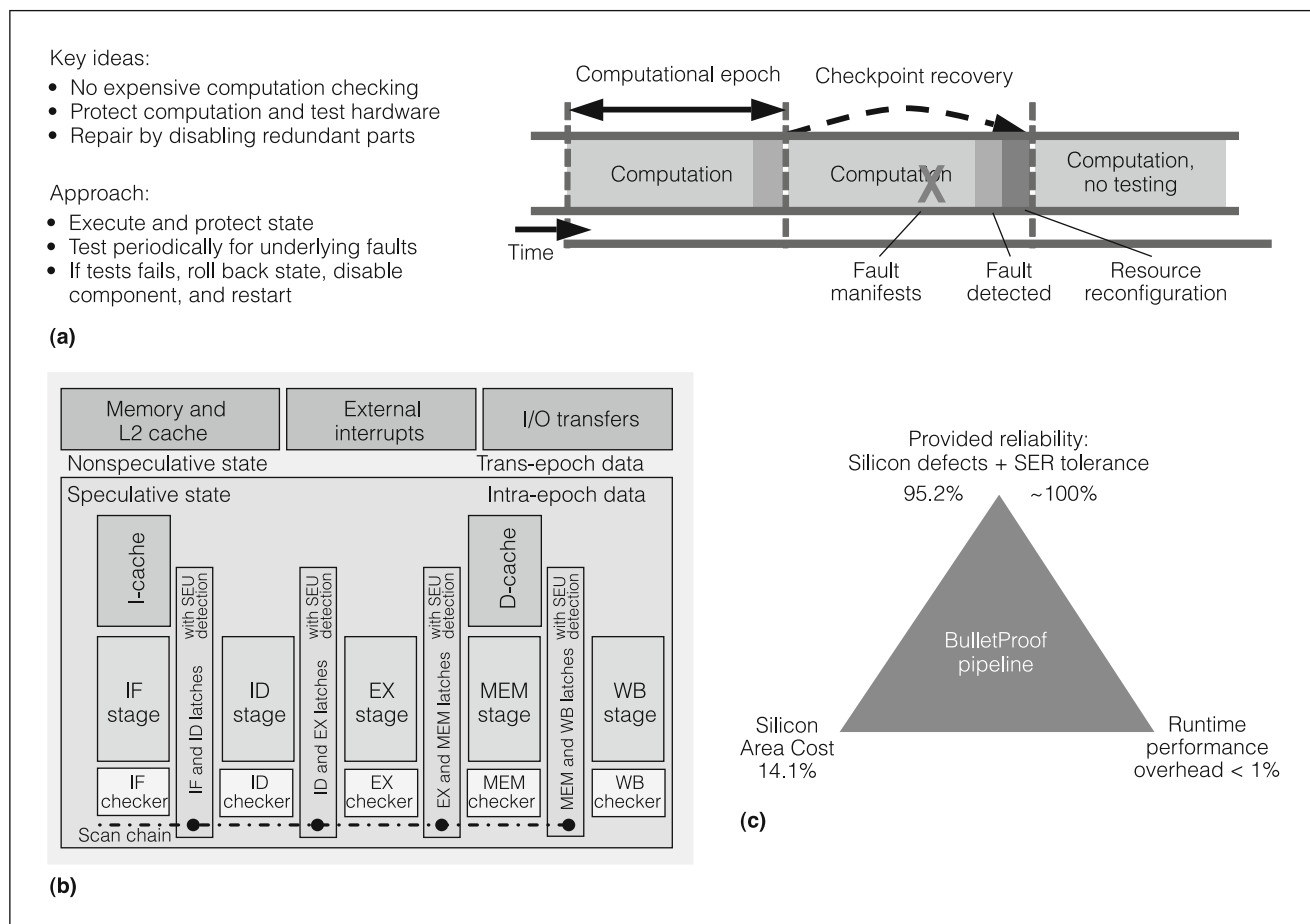 Key ideas:
• No expensive computation checking
• Protect computation and test hardware
• Repair by disabling redundant parts
Approach:
• Execute and protect state
• Test periodically for underlying faults
• If tests fails, roll back state, disable
component, and restart
(a)
Computational epoch
Checkpoint recovery
Computation
Computation
X
Computation,
no testing
Time
Fault
manifests
Fault
detected
Resource
reconfiguration
Memory and
L2 cache
External
interrupts
I/O transfers
Nonspeculative state
Trans-epoch data
Speculative state
Intra-epoch data
I-cache
D-cache
IF
stage
IF and ID latches
with SEU
detection
ID
stage
ID and EX latches
with SEU
detection
EX
stage
EX and MEM latches
with SEU
detection
MEM
stage
MEM and WB latches
with SEU
detection
WB
stage
IF
checker
ID
checker
EX
checker
MEM
checker
WB
checker
Scan chain
(b)
Provided reliability:
Silicon defects + SER tolerance
95.2%
~100%
BulletProof
pipeline
Silicon
Area Cost
14.1%
Runtime
performance
overhead < 1%
(c)